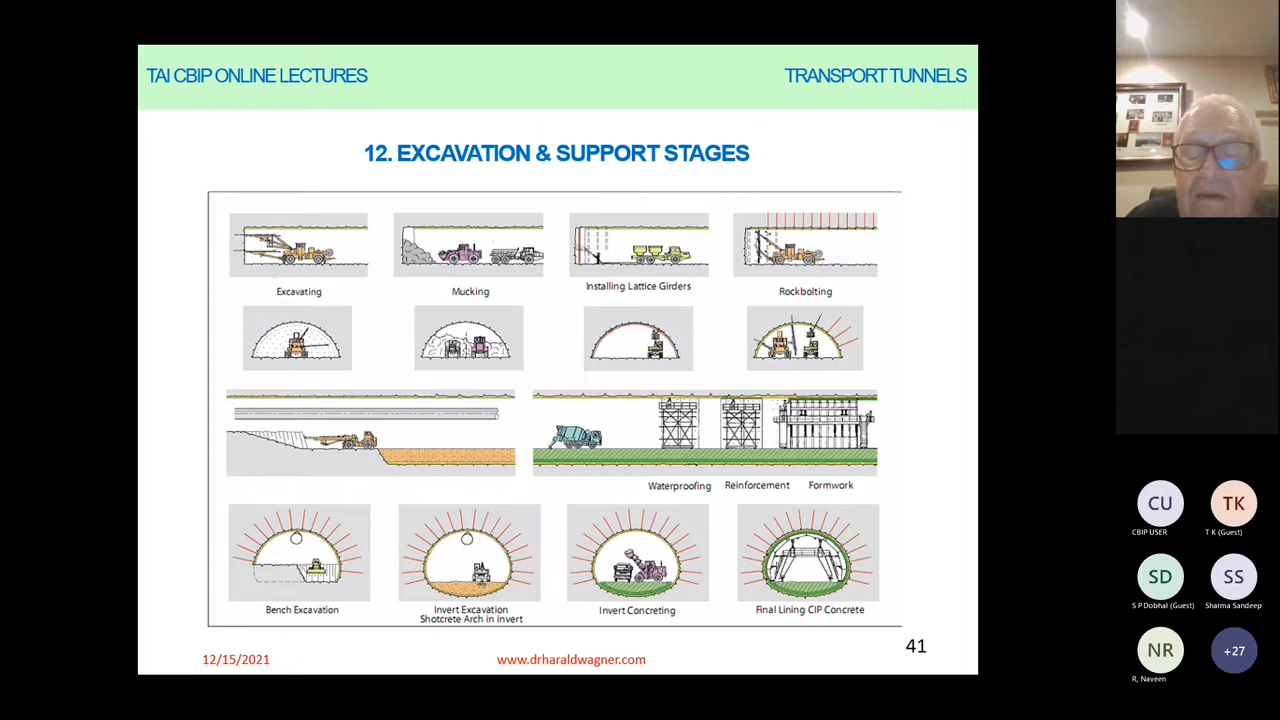 TAI CBIP ONLINE LECTURES
TRANSPORT TUNNELS
12. EXCAVATION & SUPPORT STAGES
Excavating
Mucking
Installing Lattice Girders
Rockbolting
Waterproofing
Reinforcement
Formwork
Bench Excavation
Invert Excavation
Shotcrete Arch in invert
Invert Concreting
Final Lining CIP Concrete
12/15/2021
www.drharaldwagner.com
41
CU
CBIP USER
TK
T K (Guest)
SD
S P Dobhal (Guest)
SS
Sharma Sandeep
NR
R, Naveen
+27